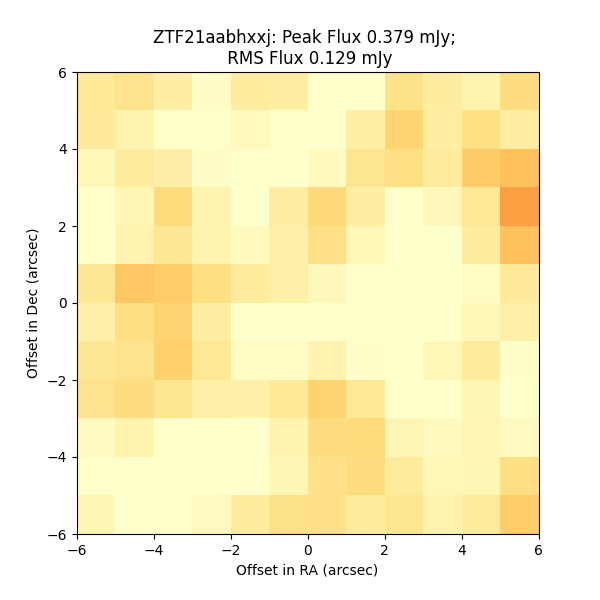 ZTF21aabhxxj: Peak Flux 0.379 mJy;
RMS Flux 0.129 mJy
6
4
2
0
−2
−4
−6
Offset in Dec (arcsec)
−6 −4 −2 0 2 4 6
Offset in RA (arcsec)